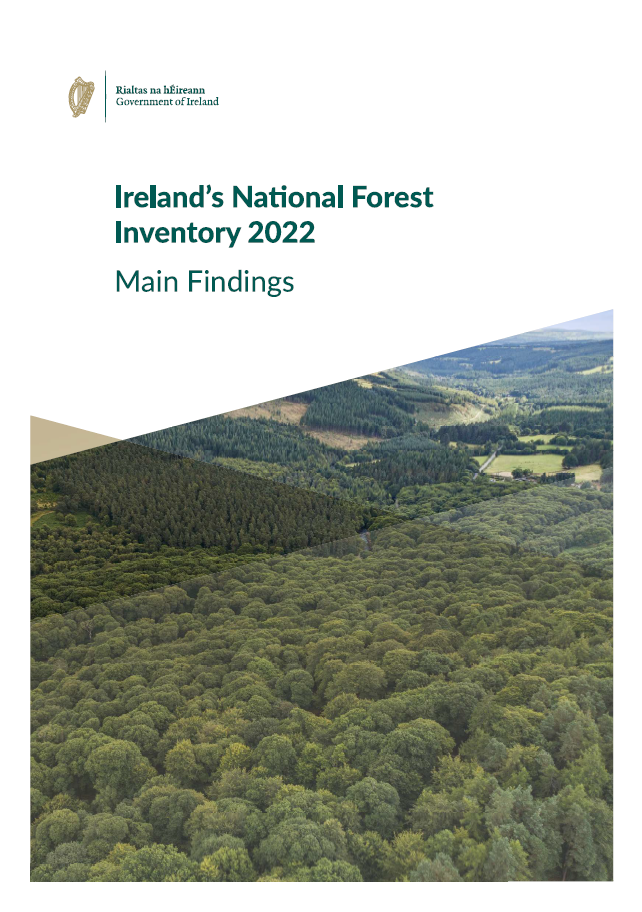 Rialtas na hÉireann
Government of Ireland
Ireland's National Forest
Inventory 2022
Main Findings